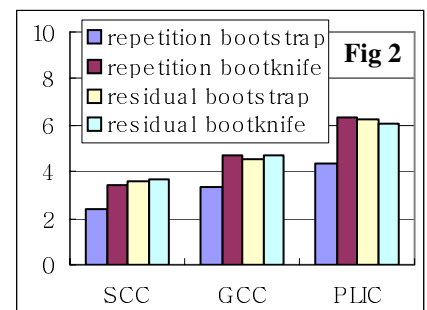 10
repetition bootstrap
Fig 2
8
repetition bootknife
residual bootstrap
6
residual bootknife
4
2
0
SCC GCC PLIC